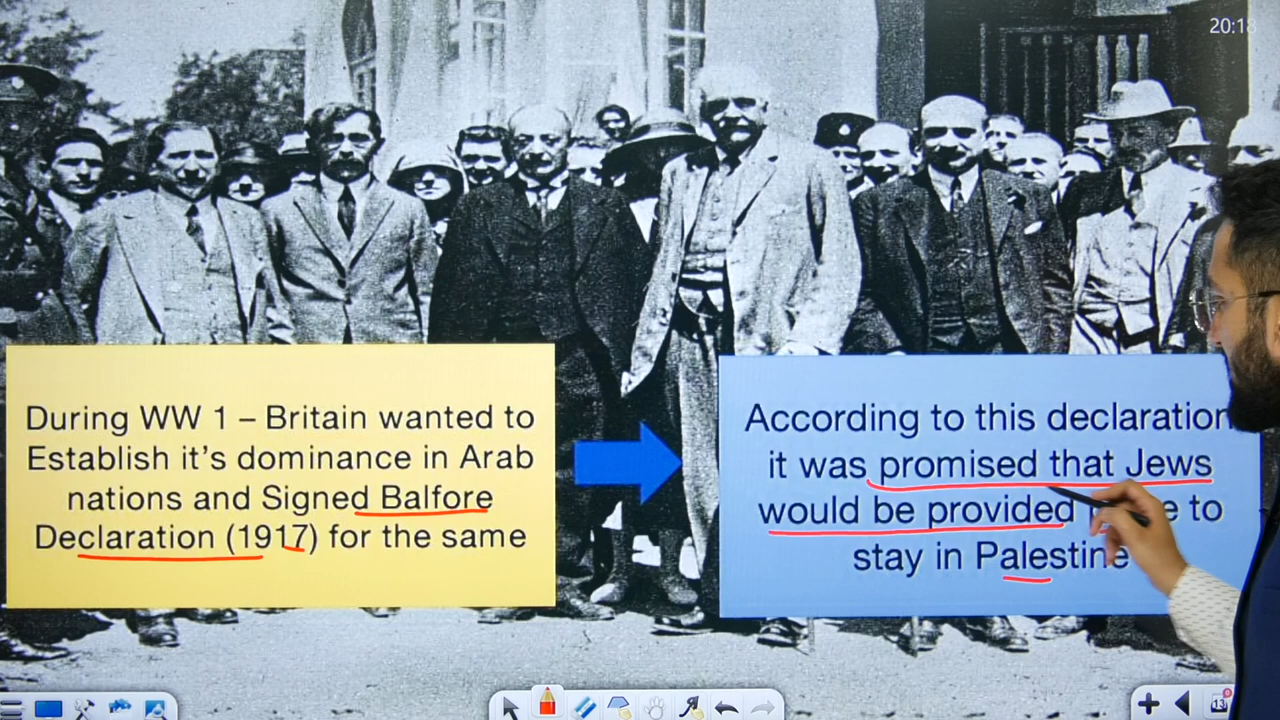 20:18
During WW 1 – Britain wanted to
Establish it's dominance in Arab
nations and Signed Balfore
Declaration (1917) for the same
According to this declaration
it was promised that Jews
would be provided to
stay in Palestine
13